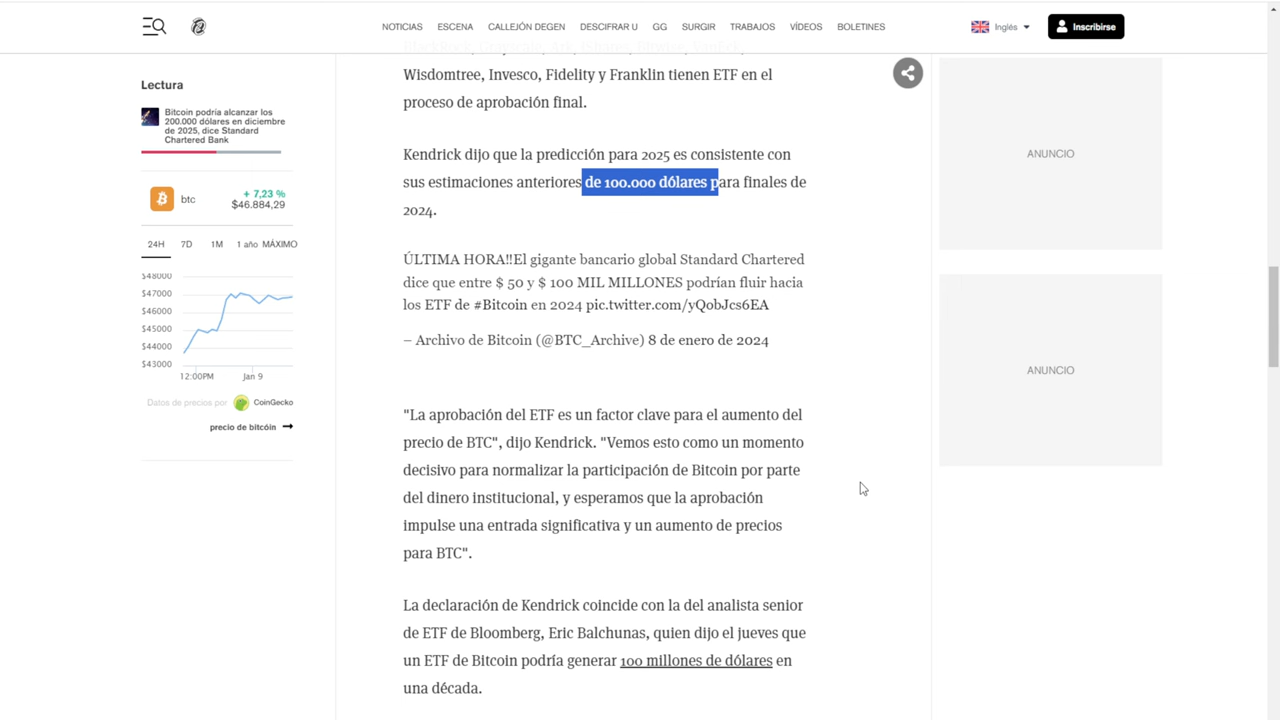 NOTICIAS ESCENA CALLEJÓN DEGEN DESCIFRAR U GG SURGIR TRABAJOS VÍDEOS BOLETINES Inglés Inscribirse
Lectura
Bitcoin podría alcanzar los
200.000 dólares en diciembre
de 2025, dice Standard
Chartered Bank
btc
+ 7,23 %
$46.884,29
24H 7D 1M 1 año MÁXIMO
$48000
$47000
$46000
$45000
$44000
$43000
12:00PM Jan 9
Datos de precios por CoinGecko
precio de bitcóin
Wisdomtree, Invesco, Fidelity y Franklin tienen ETF en el
proceso de aprobación final.
Kendrick dijo que la predicción para 2025 es consistente con
sus estimaciones anteriores de 100.000 dólares para finales de
2024.
ÚLTIMA HORA!!El gigante bancario global Standard Chartered
dice que entre $ 50 y $ 100 MIL MILLONES podrían fluir hacia
los ETF de #Bitcoin en 2024 pic.twitter.com/yQobJcs6EA
– Archivo de Bitcoin (@BTC_Archive) 8 de enero de 2024
"La aprobación del ETF es un factor clave para el aumento del
precio de BTC", dijo Kendrick. "Vemos esto como un momento
decisivo para normalizar la participación de Bitcoin por parte
del dinero institucional, y esperamos que la aprobación
impulse una entrada significativa y un aumento de precios
para BTC".
La declaración de Kendrick coincide con la del analista senior
de ETF de Bloomberg, Eric Balchunas, quien dijo el jueves que
un ETF de Bitcoin podría generar 100 millones de dólares en
una década.
ANUNCIO
ANUNCIO